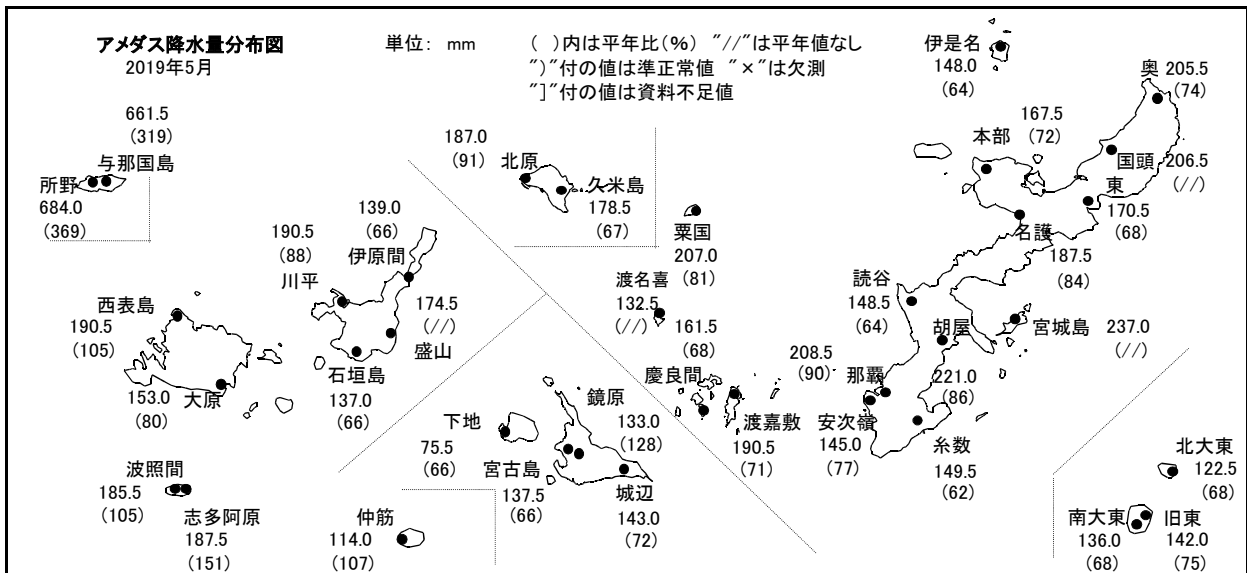 アメダス降水量分布図 単位: mm ( )内は平年比(%) "//"は平年値なし
2019年5月 ")"付の値は準正常値 "×"は欠測
"]"付の値は資料不足値
661.5
(319)
与那国島
所野
684.0
(369)
187.0
(91)
北原
久米島
178.5
(67)
伊是名
148.0
(64)
奥 205.5
(74)
167.5
(72)
本部
国頭 206.5
(//)
東
170.5
(68)
名護
187.5
(84)
粟国
207.0
(81)
渡名喜
132.5
(//)
139.0
(66)
伊原間
190.5
(88)
川平
174.5
(//)
盛山
石垣島
137.0
(66)
西表島
190.5
(105)
153.0
(80)
大原
読谷
148.5
(64)
胡屋
221.0
(86)
宮城島
237.0
(//)
161.5
(68)
慶良間
渡嘉敷
190.5
(71)
208.5
(90)
那覇
安次嶺
145.0
(77)
糸数
149.5
(62)
下地
75.5
(66)
鏡原
133.0
(128)
宮古島
137.5
(66)
城辺
143.0
(72)
波照間
185.5
(105)
志多阿原
187.5
(151)
仲筋
114.0
(107)
北大東
122.5
(68)
南大東
136.0
(68)
旧東
142.0
(75)